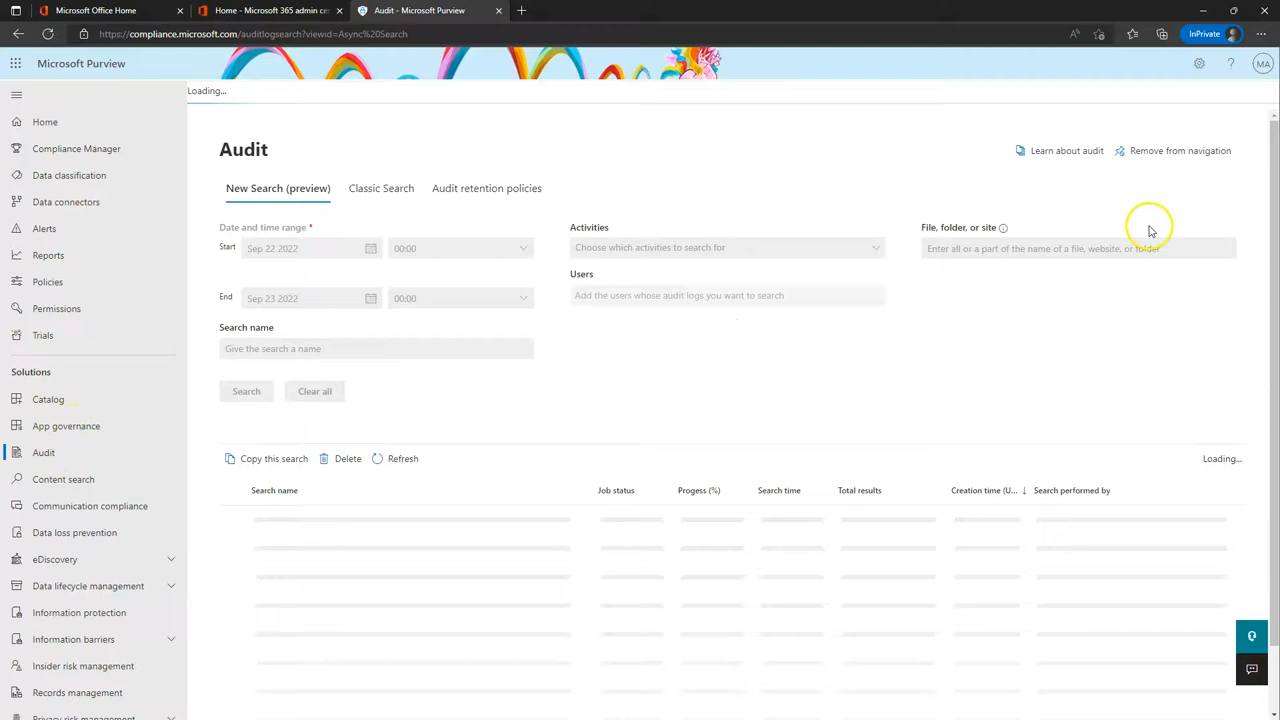 Microsoft Office Home
Home - Microsoft 365 admin ce
Audit - Microsoft Purview
https://compliance.microsoft.com/auditlogsearch?viewid=Async%20Search
InPrivate
Microsoft Purview
MA
Loading...
Home
Compliance Manager
Data classification
Data connectors
Alerts
Reports
Policies
Permissions
Trials
Solutions
Catalog
App governance
Audit
Content search
Communication compliance
Data loss prevention
eDiscovery
Data lifecycle management
Information protection
Information barriers
Insider risk management
Records management
Privacy risk management
Audit
Learn about audit
Remove from navigation
New Search (preview)
Classic Search
Audit retention policies
Date and time range *
Start
Sep 22 2022
00:00
End
Sep 23 2022
00:00
Search name
Give the search a name
Search
Clear all
Activities
Choose which activities to search for
Users
Add the users whose audit logs you want to search
File, folder, or site
Enter all or a part of the name of a file, website, or folder
Copy this search
Delete
Refresh
Loading...
Search name
Job status
Progess (%)
Search time
Total results
Creation time (U...
Search performed by